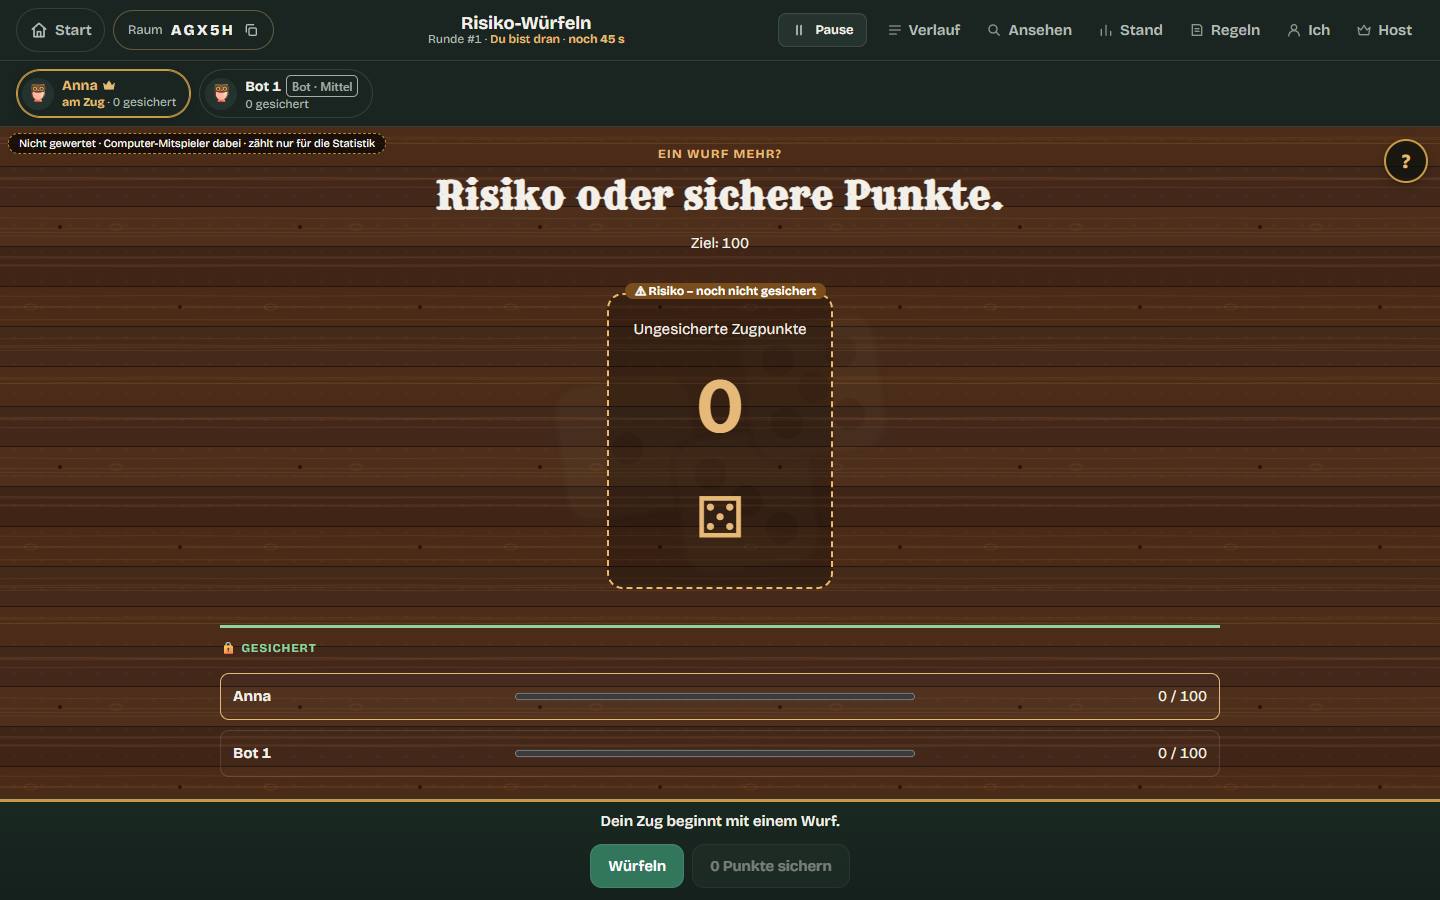 Start
Raum AGX5H
Risiko-Würfeln
Runde #1 · Du bist dran · noch 45 s
Pause
Verlauf
Ansehen
Stand
Regeln
Ich
Host
Anna
am Zug · 0 gesichert
Bot 1 Bot · Mittel
0 gesichert
Nicht gewertet · Computer-Mitspieler dabei · zählt nur für die Statistik
?
EIN WURF MEHR?
Risiko oder sichere Punkte.
Ziel: 100
⚠ Risiko – noch nicht gesichert
Ungesicherte Zugpunkte
0
GESICHERT
Anna 0 / 100
Bot 1 0 / 100
Dein Zug beginnt mit einem Wurf.
Würfeln
0 Punkte sichern